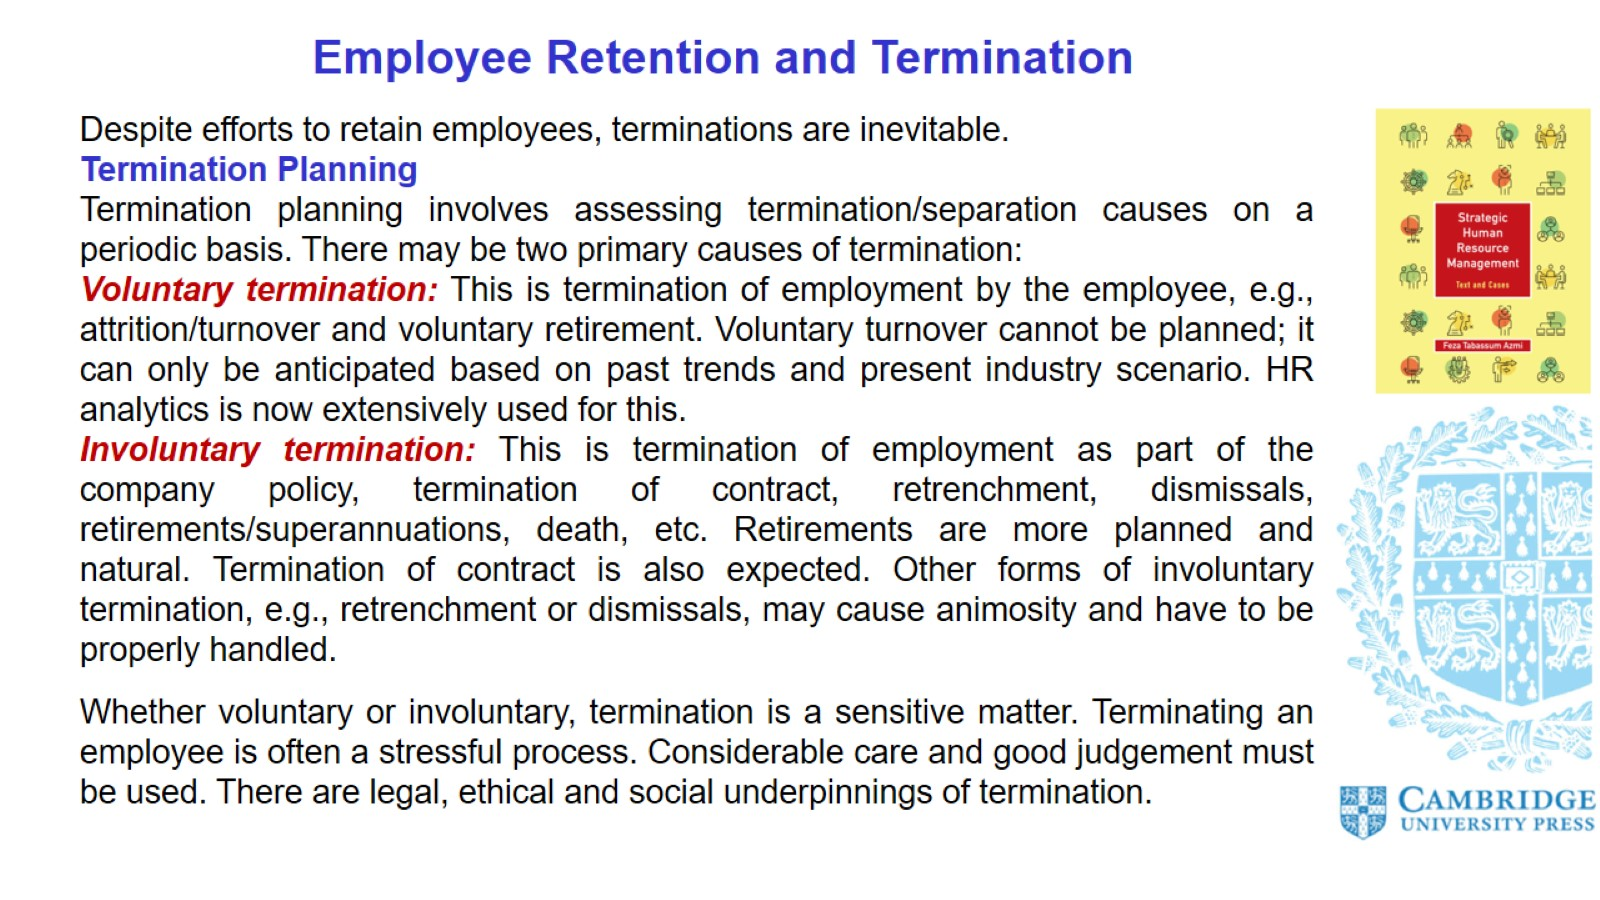 Employee Retention and Termination
Despite efforts to retain employees, terminations are inevitable.
Termination Planning
Termination planning involves assessing termination/separation causes on a
periodic basis. There may be two primary causes of termination:
Voluntary termination: This is termination of employment by the employee, e.g.,
attrition/turnover and voluntary retirement. Voluntary turnover cannot be planned; it
can only be anticipated based on past trends and present industry scenario. HR
analytics is now extensively used for this.
Involuntary termination: This is termination of employment as part of the
company policy, termination of contract, retrenchment, dismissals,
retirements/superannuations, death, etc. Retirements are more planned and
natural. Termination of contract is also expected. Other forms of involuntary
termination, e.g., retrenchment or dismissals, may cause animosity and have to be
properly handled.
Whether voluntary or involuntary, termination is a sensitive matter. Terminating an
employee is often a stressful process. Considerable care and good judgement must
be used. There are legal, ethical and social underpinnings of termination.
Strategic
Human
Resource
Management
Text and Cases
Feza Tabassum Azmi
CAMBRIDGE
UNIVERSITY PRESS